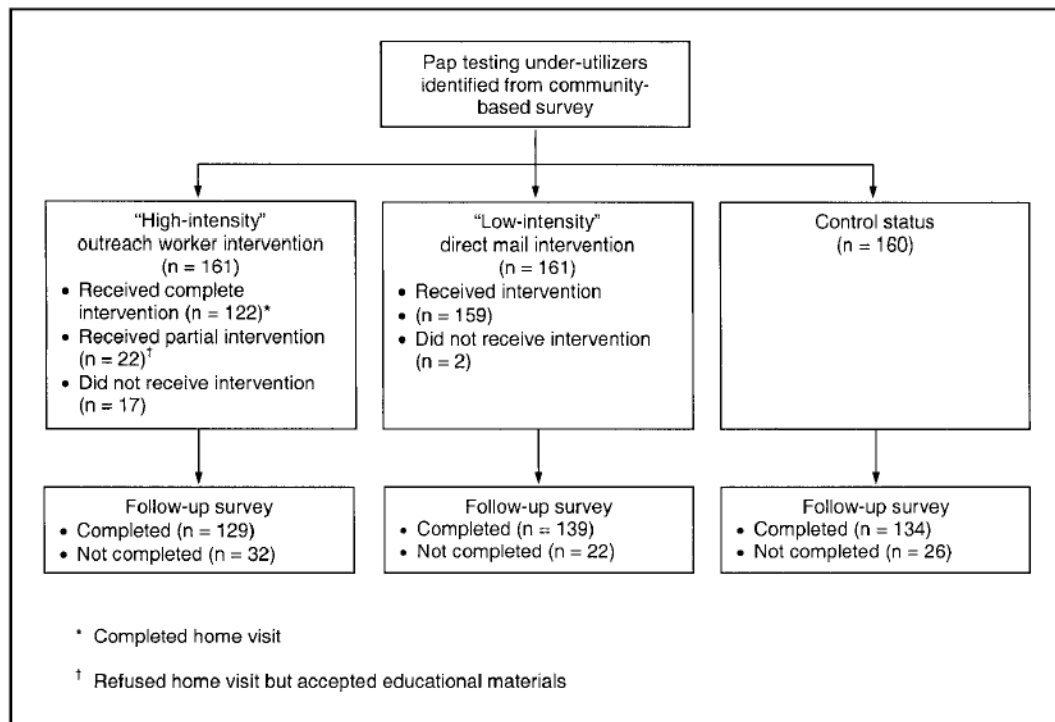 Pap testing under-utilizers
identified from community-
based survey
“High-intensity”
outreach worker intervention
(n = 161)
• Received complete
intervention (n = 122)*
• Received partial intervention
(n = 22)†
• Did not receive intervention
(n = 17)
“Low-intensity”
direct mail intervention
(n = 161)
• Received intervention
• (n = 159)
• Did not receive intervention
(n = 2)
Control status
(n = 160)
Follow-up survey
• Completed (n = 129)
• Not completed (n = 32)
Follow-up survey
• Completed (n = 139)
• Not completed (n = 22)
Follow-up survey
• Completed (n = 134)
• Not completed (n = 26)
* Completed home visit
† Refused home visit but accepted educational materials